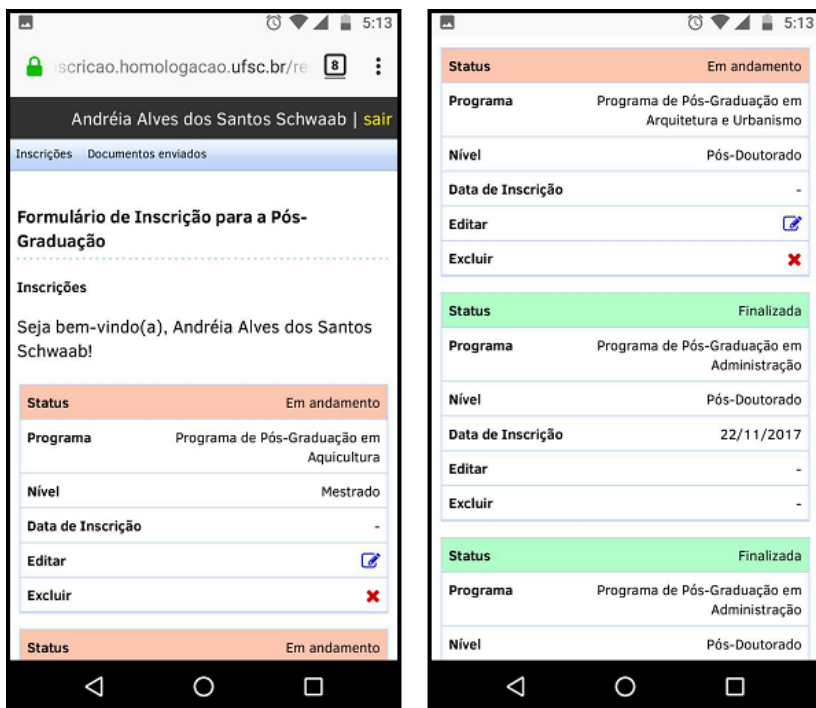 5:13
scricao.homologacao.ufsc.br/re
8
Andréia Alves dos Santos Schwaab | sair
Inscrições Documentos enviados
Formulário de Inscrição para a Pós-
Graduação
Inscrições
Seja bem-vindo(a), Andréia Alves dos Santos
Schwaab!
Status Em andamento
Programa Programa de Pós-Graduação em
Aquicultura
Nível Mestrado
Data de Inscrição -
Editar
Excluir
Status Em andamento
5:13
Status Em andamento
Programa Programa de Pós-Graduação em
Arquitetura e Urbanismo
Nível Pós-Doutorado
Data de Inscrição -
Editar
Excluir
Status Finalizada
Programa Programa de Pós-Graduação em
Administração
Nível Pós-Doutorado
Data de Inscrição 22/11/2017
Editar -
Excluir -
Status Finalizada
Programa Programa de Pós-Graduação em
Administração
Nível Pós-Doutorado